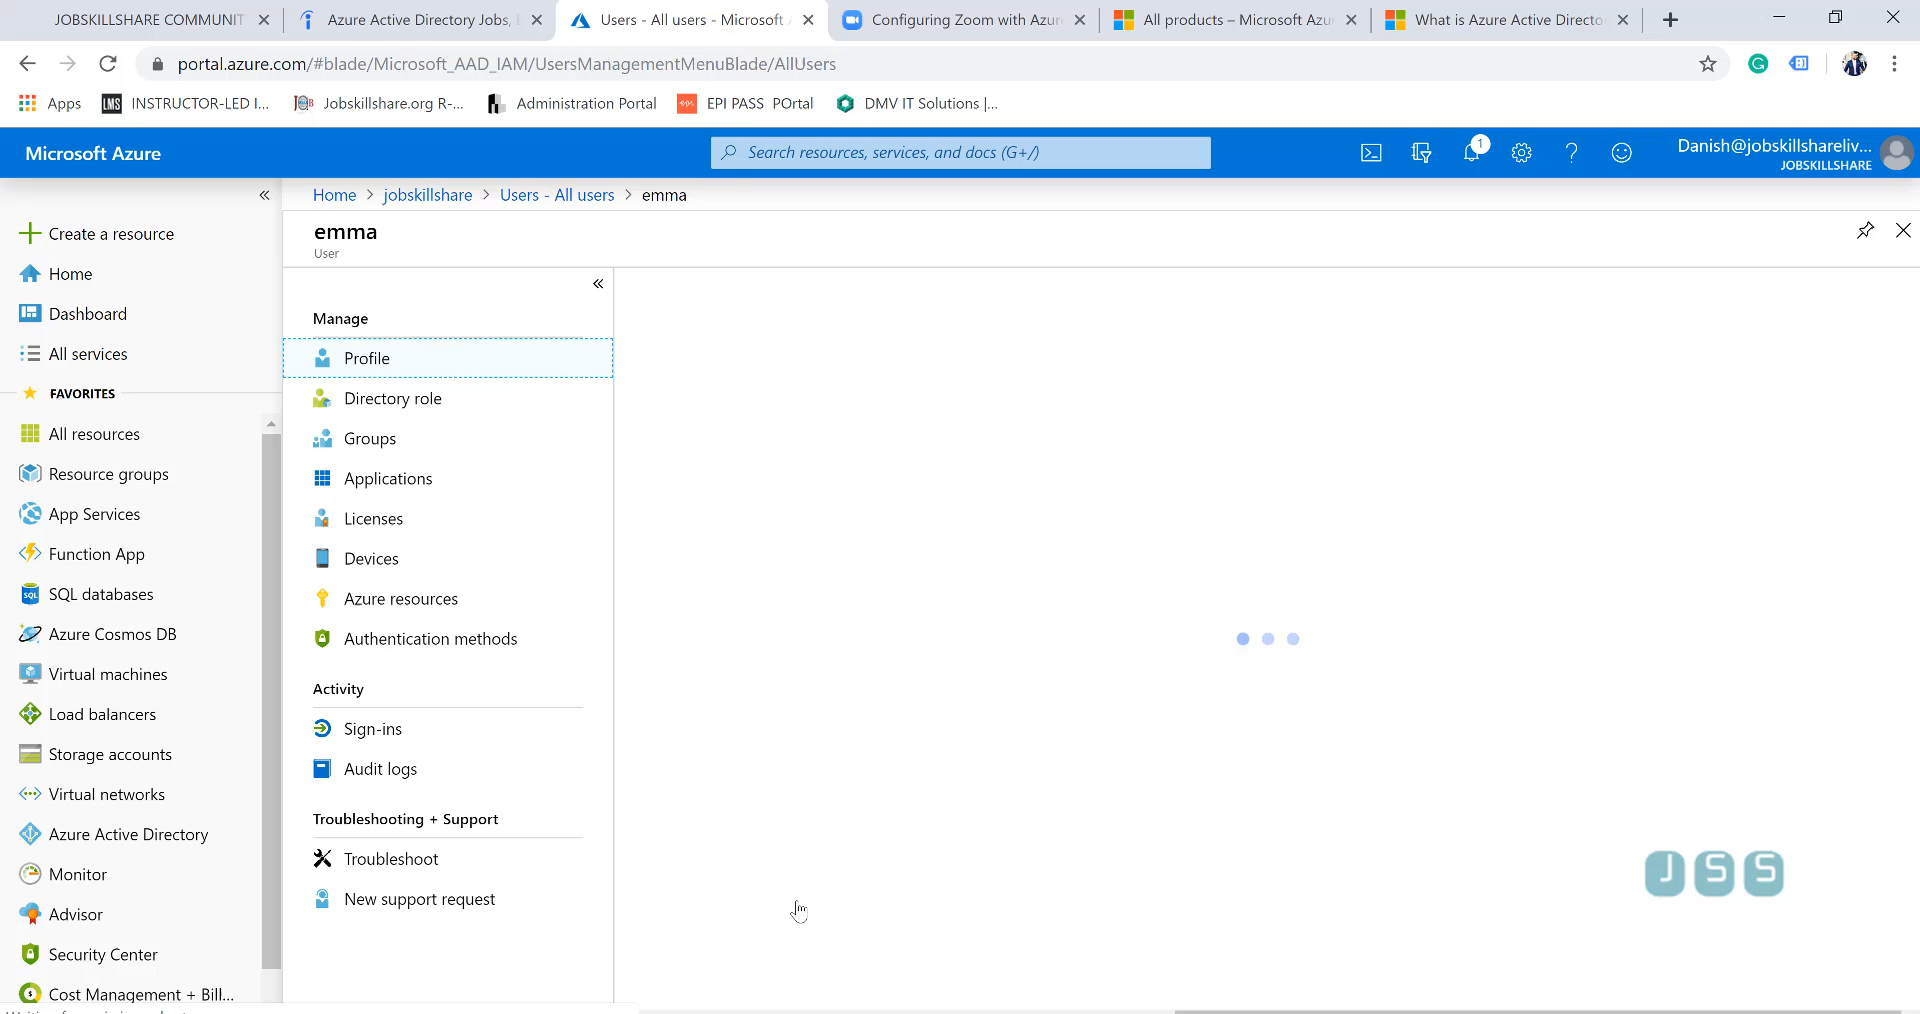 JOBSKILLSHARE COMMUNIT
Azure Active Directory Jobs,
Users - All users - Microsoft
Configuring Zoom with Azur
All products – Microsoft Azu
What is Azure Active Directo
portal.azure.com/#blade/Microsoft_AAD_IAM/UsersManagementMenuBlade/AllUsers
Apps
LMS
INSTRUCTOR-LED I...
Jobskillshare.org R-...
Administration Portal
EPI PASS POrtal
DMV IT Solutions |...
Microsoft Azure
Search resources, services, and docs (G+/)
1
Danish@jobskillshareliv...
JOBSKILLSHARE
Home > jobskillshare > Users - All users > emma
emma
User
Create a resource
Home
Dashboard
All services
FAVORITES
All resources
Resource groups
App Services
Function App
SQL databases
Azure Cosmos DB
Virtual machines
Load balancers
Storage accounts
Virtual networks
Azure Active Directory
Monitor
Advisor
Security Center
Cost Management + Bill...
Manage
Profile
Directory role
Groups
Applications
Licenses
Devices
Azure resources
Authentication methods
Activity
Sign-ins
Audit logs
Troubleshooting + Support
Troubleshoot
New support request
JSS